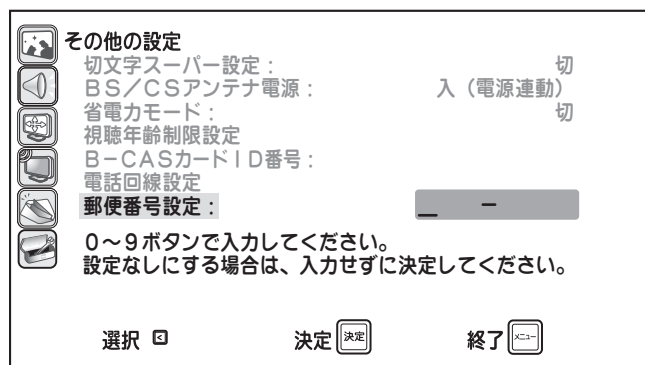 その他の設定
切文字スーパー設定： 切
ＢＳ／ＣＳアンテナ電源： 入（電源連動）
省電力モード： 切
視聴年齢制限設定
Ｂ－ＣＡＳカードＩＤ番号：
電話回線設定
郵便番号設定： ＿ －
０～９ボタンで入力してください。
設定なしにする場合は、入力せずに決定してください。
選択 決定 決定 終了 メニュー